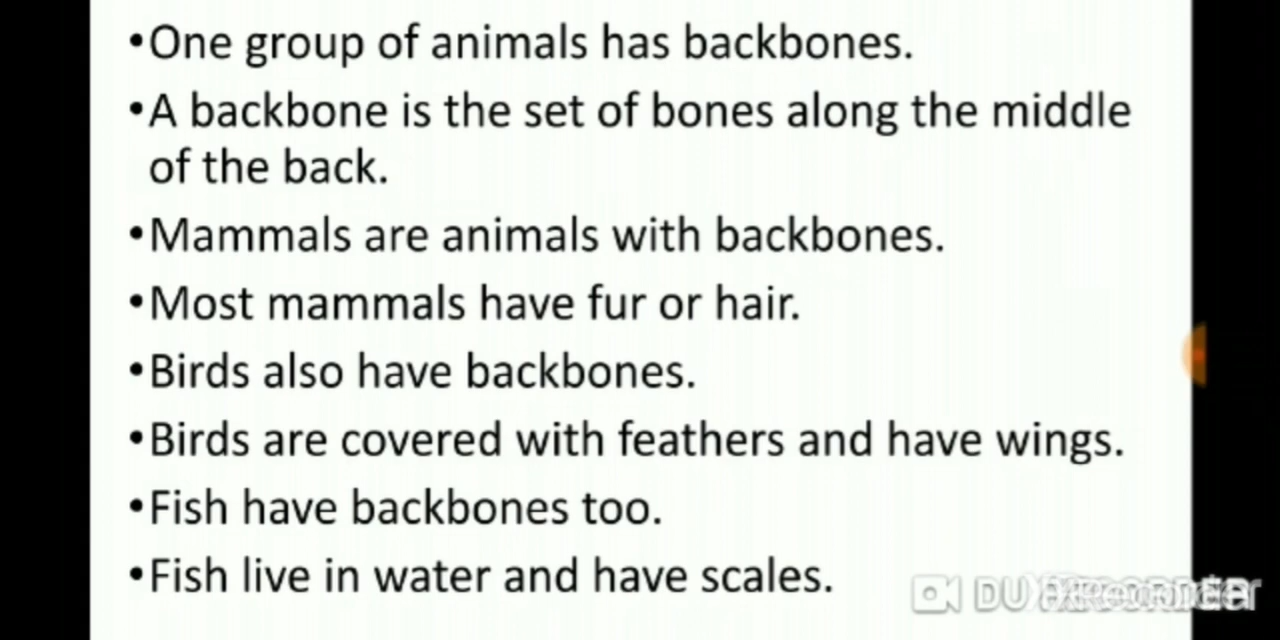 •One group of animals has backbones.
•A backbone is the set of bones along the middle
of the back.
•Mammals are animals with backbones.
•Most mammals have fur or hair.
•Birds also have backbones.
•Birds are covered with feathers and have wings.
•Fish have backbones too.
•Fish live in water and have scales.
DU